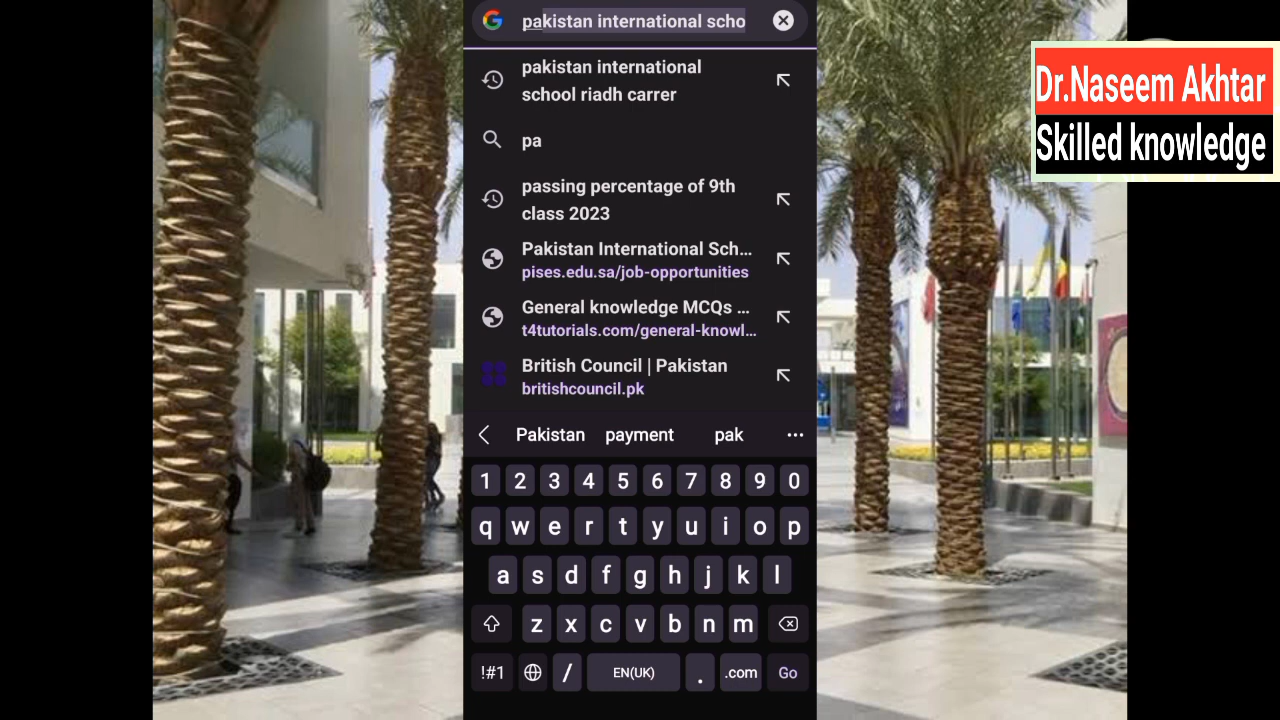 pakistan international scho
pakistan international
school riadh carrer
pa
passing percentage of 9th
class 2023
Pakistan International Sch...
pises.edu.sa/job-opportunities
General knowledge MCQs ...
t4tutorials.com/general-knowl...
British Council | Pakistan
britishcouncil.pk
Pakistan payment pak ...
1 2 3 4 5 6 7 8 9 0
q w e r t y u i o p
a s d f g h j k l
z x c v b n m
!#1 / EN(UK) . .com Go
Dr.Naseem Akhtar
Skilled knowledge